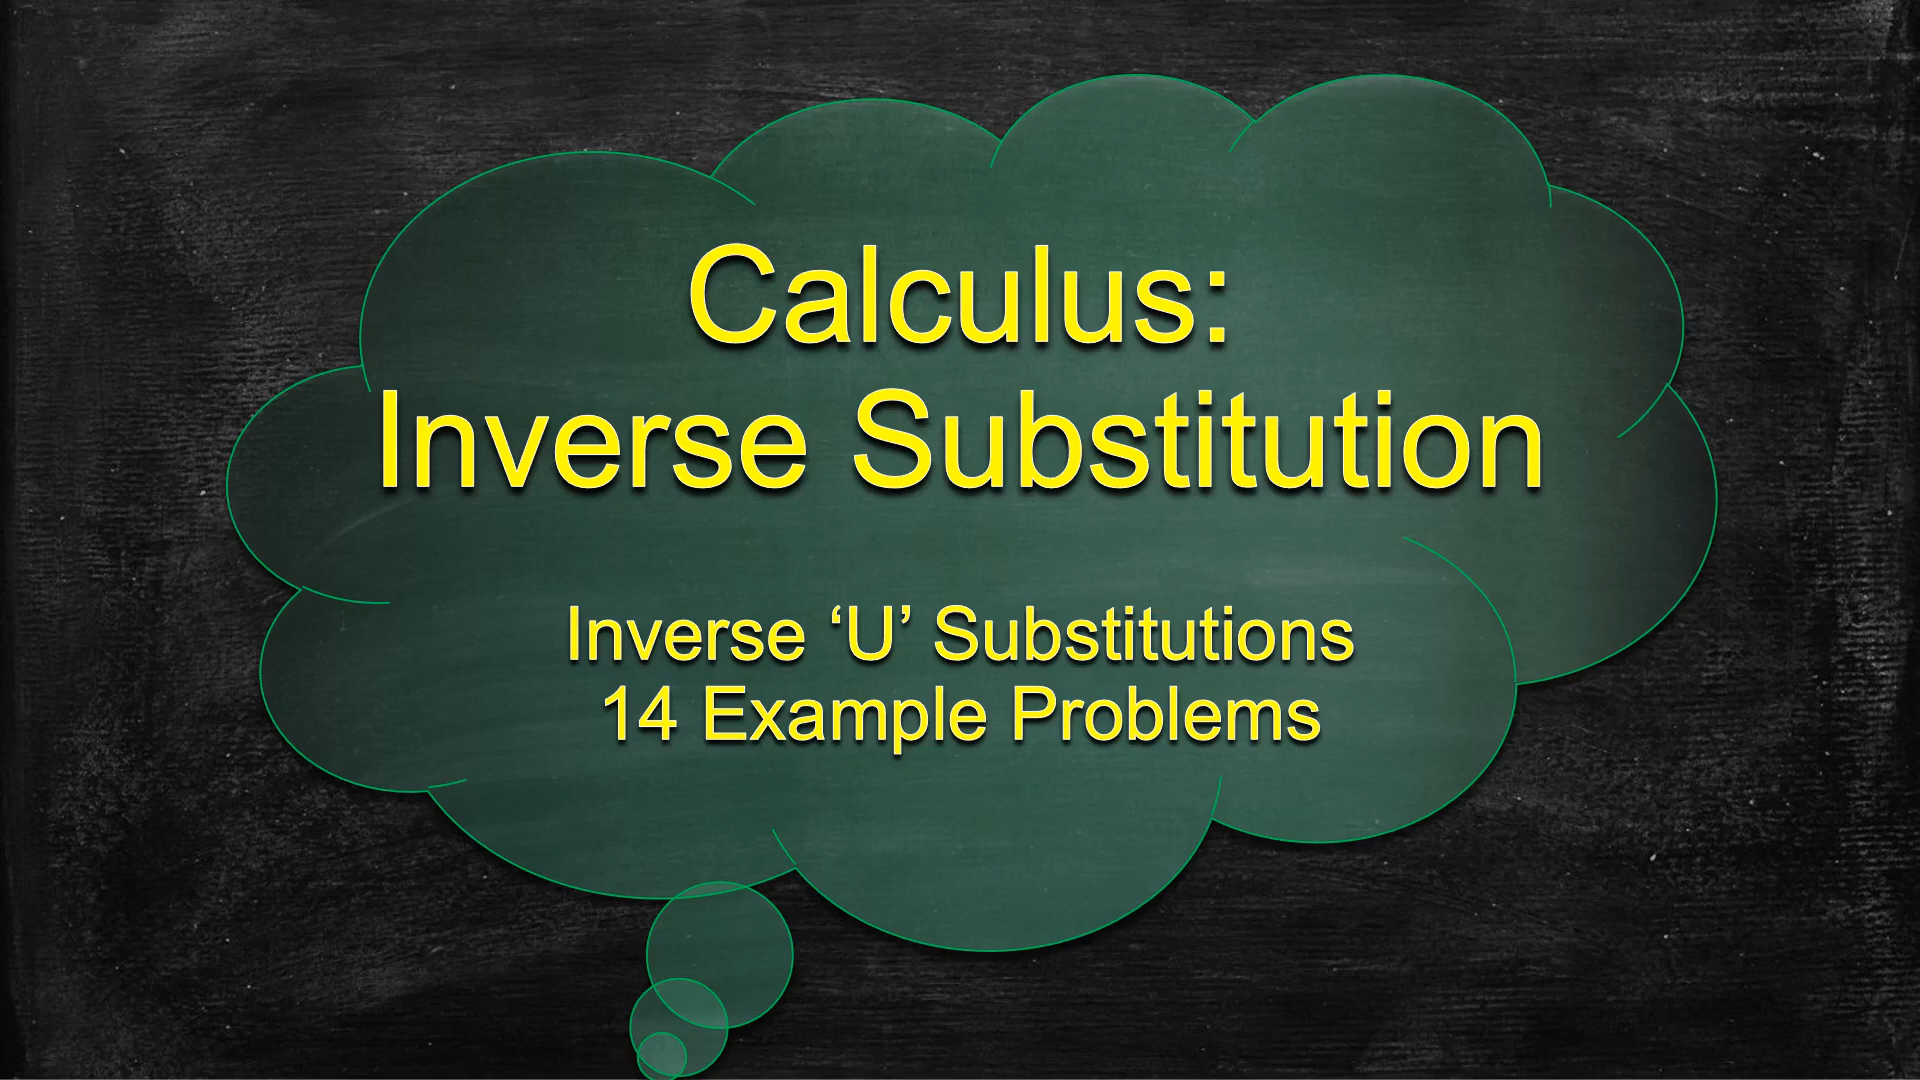 Calculus:
Inverse Substitution
Inverse ‘U’ Substitutions
14 Example Problems